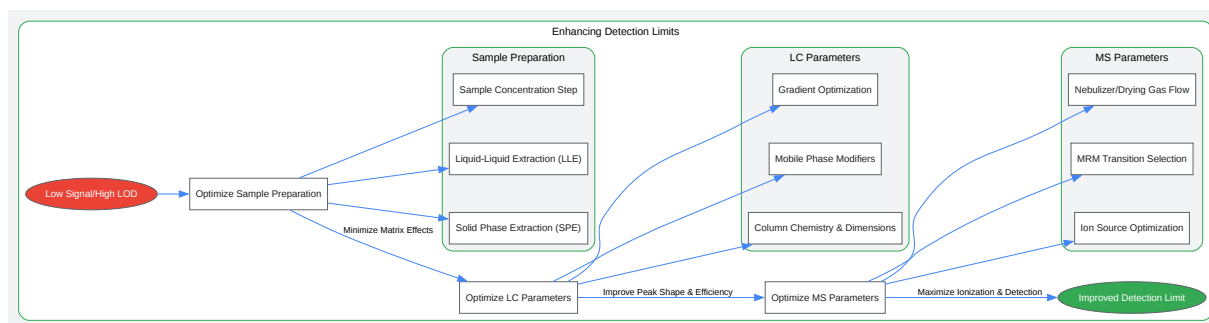 Enhancing Detection Limits
Sample Preparation
LC Parameters
MS Parameters
Sample Concentration Step
Gradient Optimization
Nebulizer/Drying Gas Flow
Liquid-Liquid Extraction (LLE)
Mobile Phase Modifiers
MRM Transition Selection
Low Signal/High LOD
Optimize Sample Preparation
Solid Phase Extraction (SPE)
Column Chemistry & Dimensions
Ion Source Optimization
Minimize Matrix Effects
Optimize LC Parameters
Improve Peak Shape & Efficiency
Optimize MS Parameters
Maximize Ionization & Detection
Improved Detection Limit